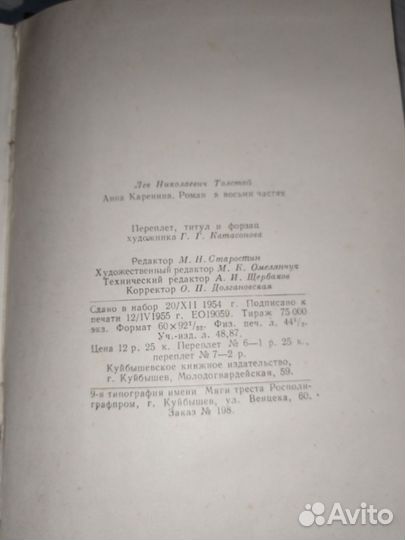 Лев Николаевич Толстой
Анна Каренина. Роман в восьми частях
Переплет, титул и форзац
художника Г. Г. Катасонова
Редактор М. Н. Старостин
Художественный редактор М. К. Омелянчук
Технический редактор А. И. Щербаков
Корректор О. П. Долгановская
Сдано в набор 20/XII 1954 г. Подписано к
печати 12/IV1955 г. ЕО19059. Тираж 75 000
экз. Формат 60×92¹/₃₂. Физ. печ. л. 44¹/₂.
Уч.-изд. л. 48,87.
Цена 12 р. 25 к. Переплет № 6—1 р. 25 к.,
переплет № 7—2 р.
Куйбышевское книжное издательство,
г. Куйбышев, Молодогвардейская, 59.
9-я типография имени Мяги треста Росполи-
графпром, г. Куйбышев, ул. Венцека, 60.
Заказ № 198.
Avito